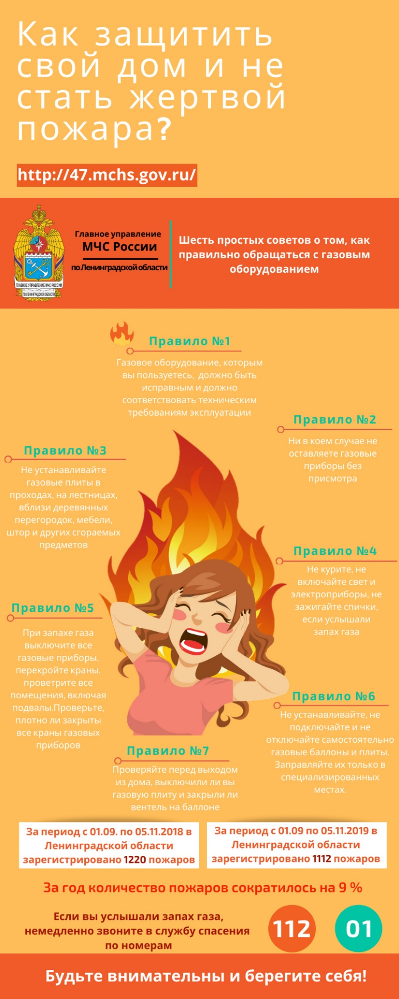 Как защитить
свой дом и не
стать жертвой
пожара?
http://47.mchs.gov.ru/
ГЛАВНОЕ УПРАВЛЕНИЕ МЧС РОССИИ
ПО ЛЕНИНГРАДСКОЙ ОБЛАСТИ
Главное управление
МЧС России
по Ленинградской области
Шесть простых советов о том, как
правильно обращаться с газовым
оборудованием
Правило №1
Газовое оборудование, которым
вы пользуетесь, должно быть
исправным и должно
соответствовать техническим
требованиям эксплуатации
Правило №2
Ни в коем случае не
оставляете газовые
приборы без
присмотра
Правило №3
Не устанавливайте
газовые плиты в
проходах, на лестницах,
вблизи деревянных
перегородок, мебели,
штор и других сгораемых
предметов
Правило №4
Не курите, не
включайте свет и
электроприборы, не
зажигайте спички,
если услышали
запах газа
Правило №5
При запахе газа
выключите все
газовые приборы,
перекройте краны,
проветрите все
помещения, включая
подвалы.Проверьте,
плотно ли закрыты
все краны газовых
приборов
Правило №6
Не устанавливайте, не
подключайте и не
отключайте самостоятельно
газовые баллоны и плиты.
Заправляйте их только в
специализированных
местах.
Правило №7
Проверяйте перед выходом
из дома, выключили ли вы
газовую плиту и закрыли ли
вентель на баллоне
За период с 01.09. по 05.11.2018 в
Ленинградской области
зарегистрировано 1220 пожаров
За период с 01.09 по 05.11.2019 в
Ленинградской области
зарегистрировано 1112 пожаров
За год количество пожаров сократилось на 9 %
Если вы услышали запах газа,
немедленно звоните в службу спасения
по номерам
112
01
Будьте внимательны и берегите себя!